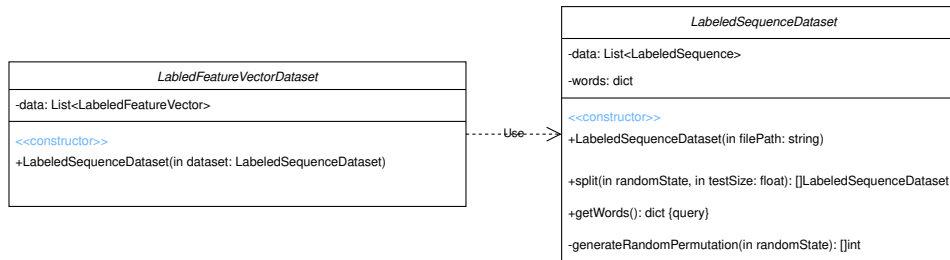 LabledFeatureVectorDataset
-data: List<LabeledFeatureVector>
<<constructor>>
+LabeledSequenceDataset(in dataset: LabeledSequenceDataset)
Use
LabeledSequenceDataset
-data: List<LabeledSequence>
-words: dict
<<constructor>>
+LabeledSequenceDataset(in filePath: string)
+split(in randomState, in testSize: float): []LabeledSequenceDataset
+getWords(): dict {query}
-generateRandomPermutation(in randomState): []int